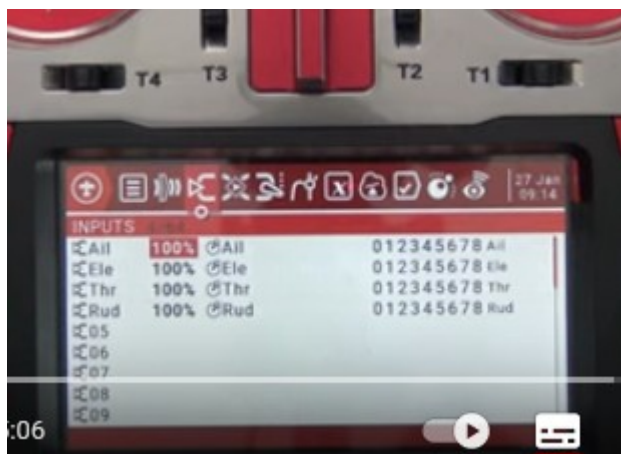 T4 T3 T2 T1
27 Jan
09:14
INPUTS
Ail 100% Ail 012345678 Ail
Ele 100% Ele 012345678 Ele
Thr 100% Thr 012345678 Thr
Rud 100% Rud 012345678 Rud
05
06
07
08
09
:06